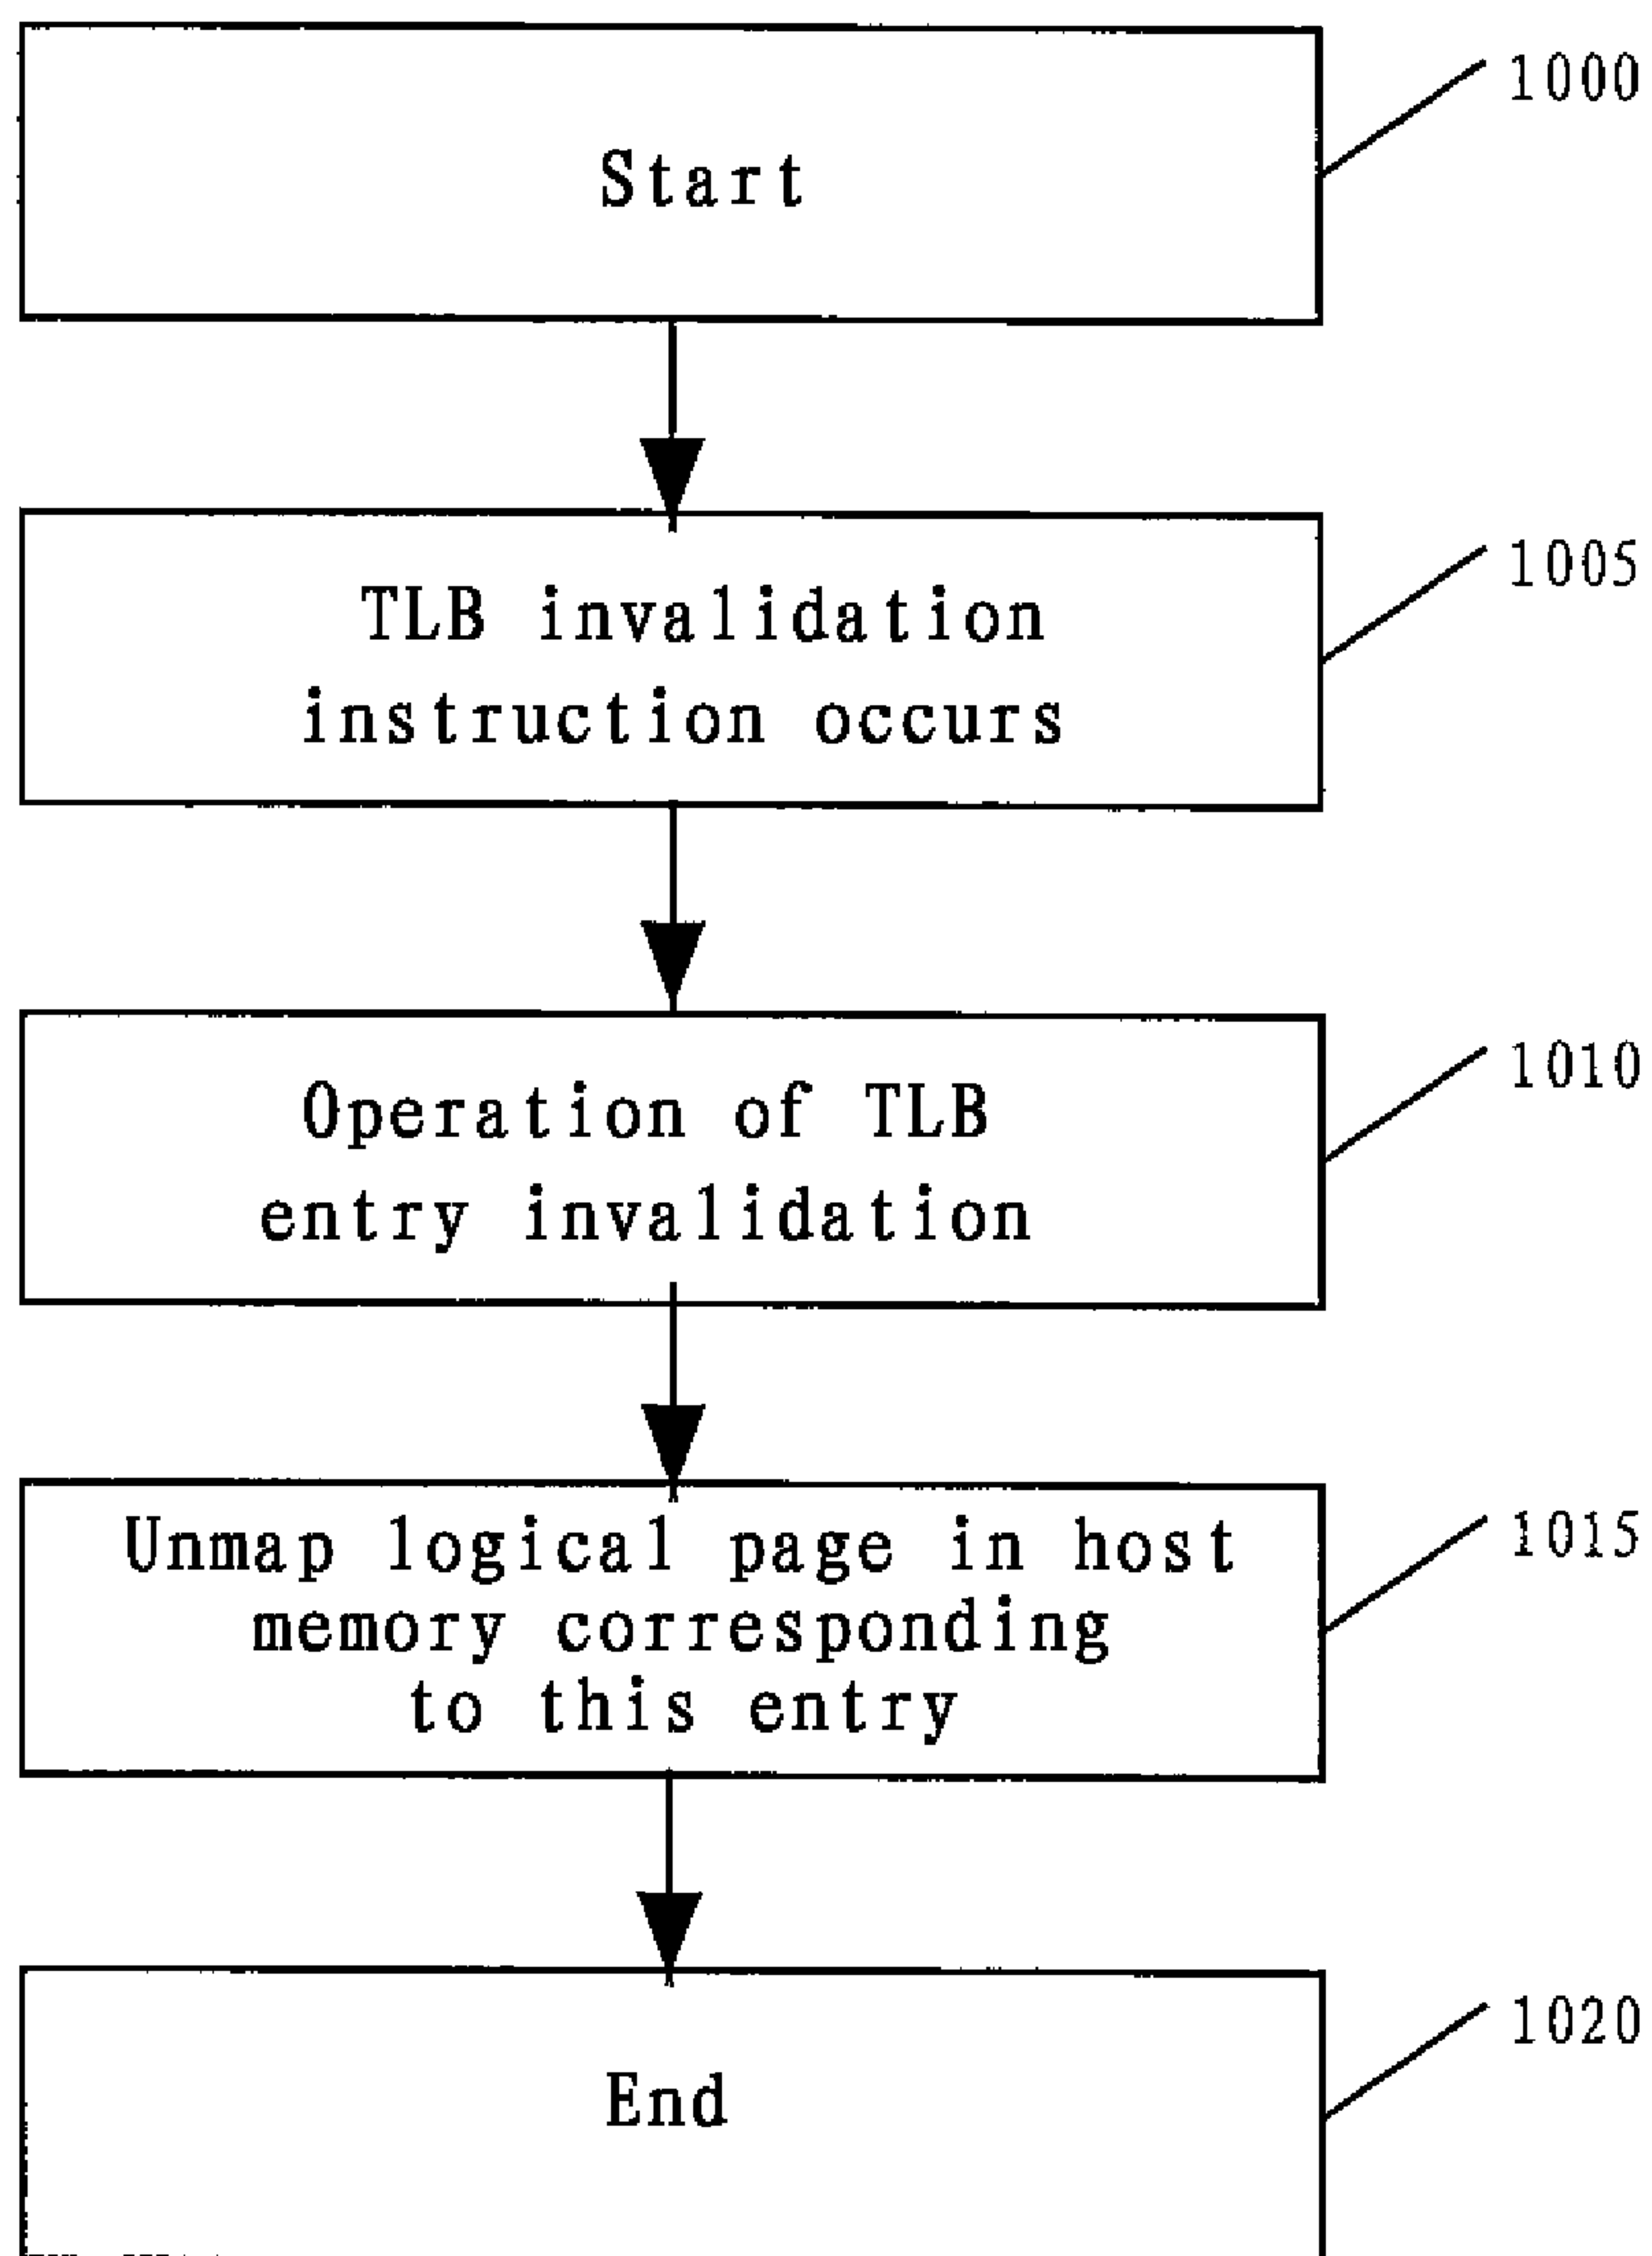 Start
1000
TLB invalidation
instruction occurs
1005
Operation of TLB
entry invalidation
1010
Unmap logical page in host
memory corresponding
to this entry
1015
End
1020